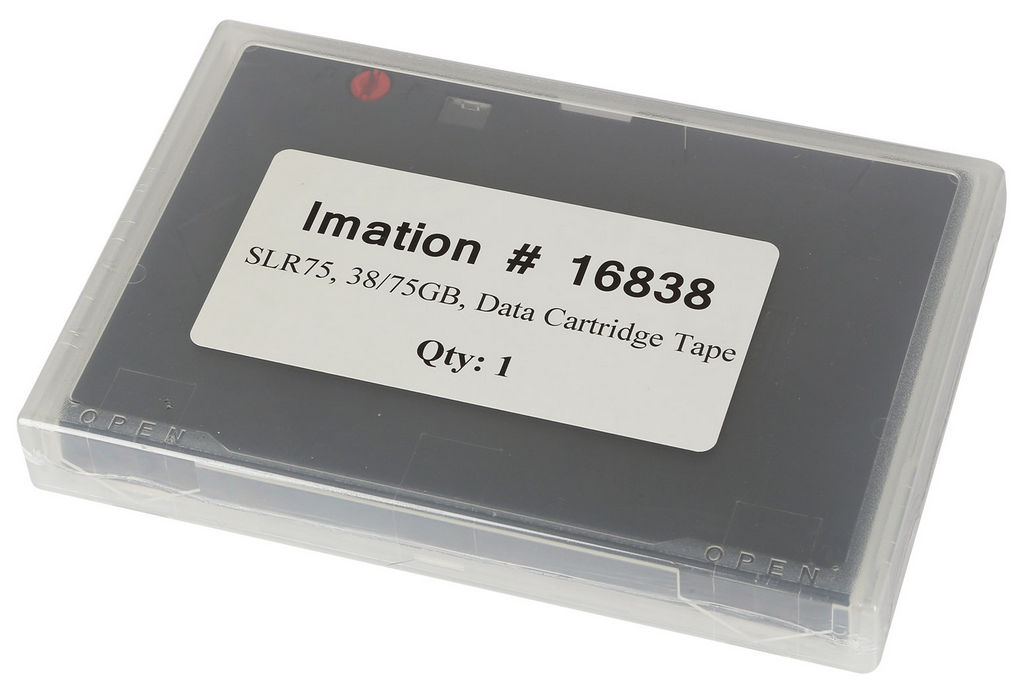 Imation # 16838
SLR75, 38/75GB, Data Cartridge Tape
Qty: 1
OPEN
OPEN